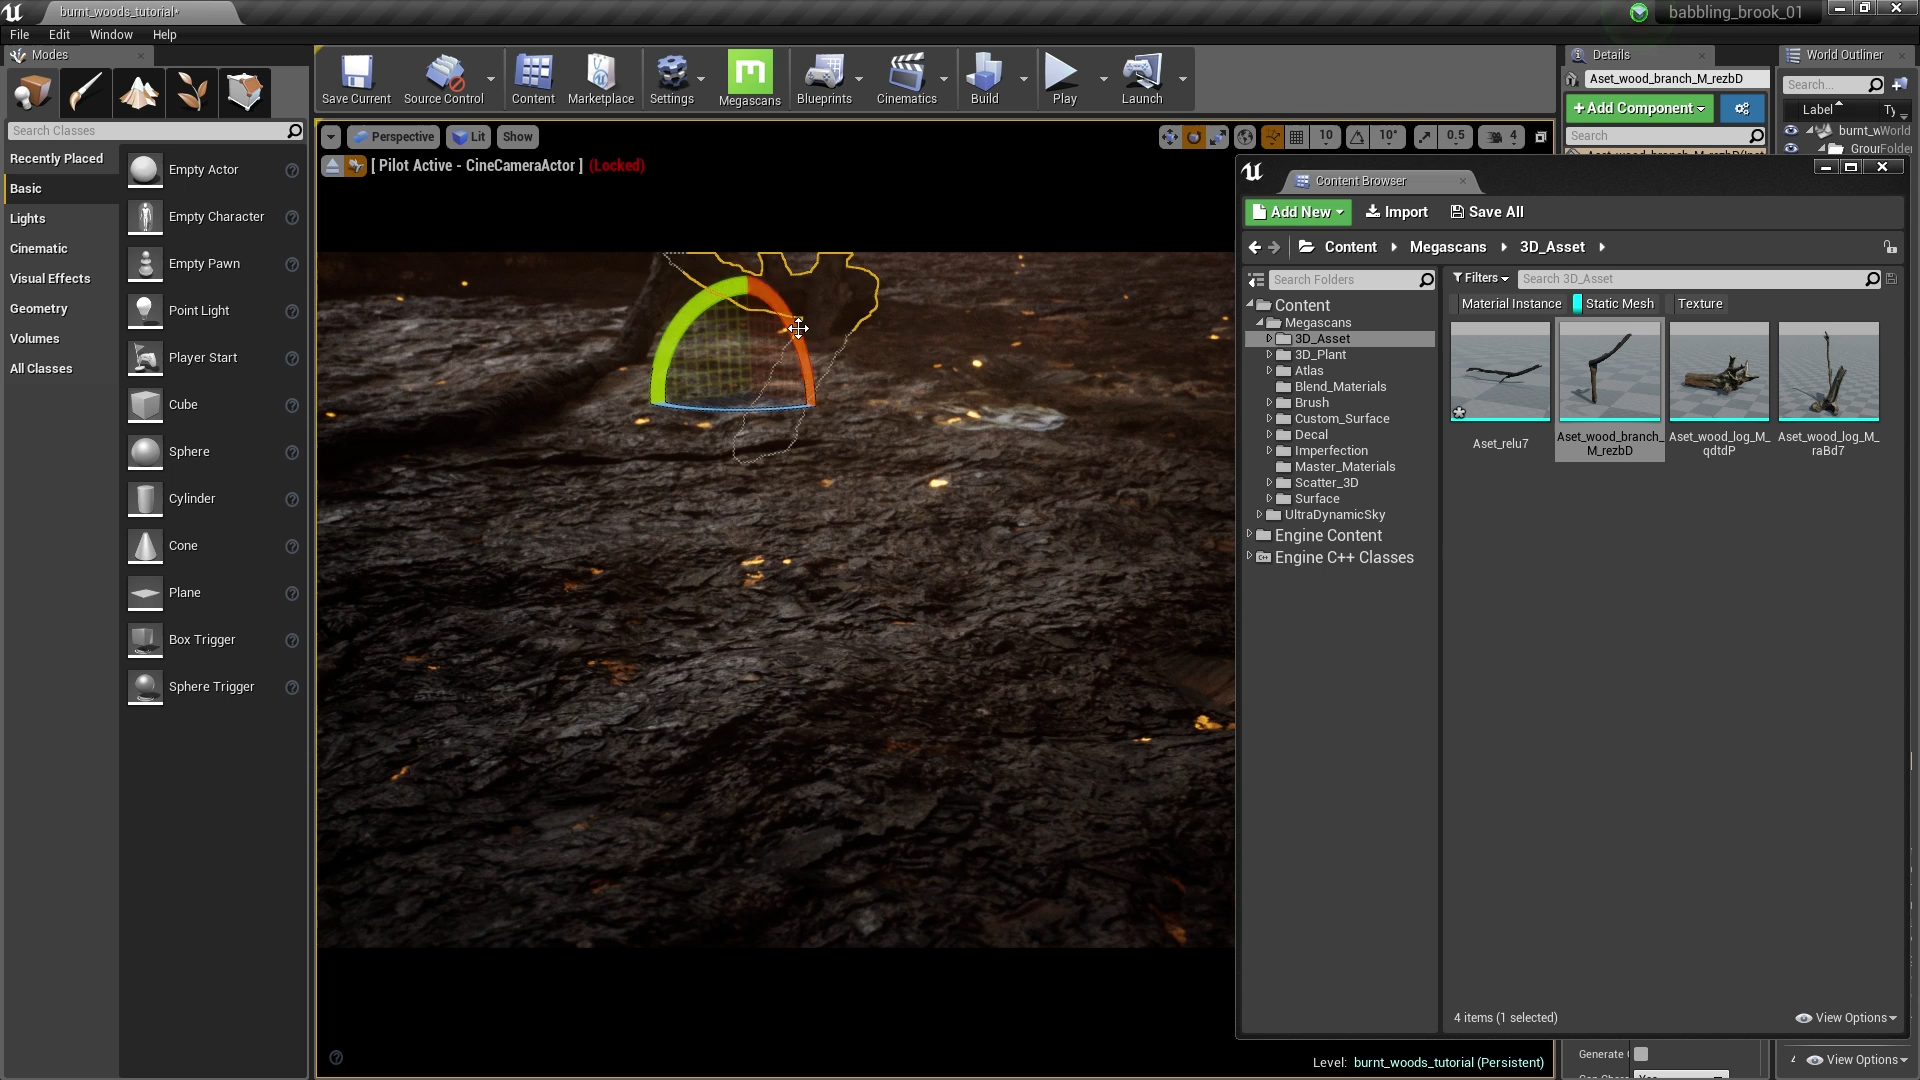 burnt_woods_tutorial*
babbling_brook_01
File Edit Window Help
Modes
Search Classes
Recently Placed
Basic
Lights
Cinematic
Visual Effects
Geometry
Volumes
All Classes
Empty Actor
Empty Character
Empty Pawn
Point Light
Player Start
Cube
Sphere
Cylinder
Cone
Plane
Box Trigger
Sphere Trigger
Save Current
Source Control
Content
Marketplace
Settings
Megascans
Blueprints
Cinematics
Build
Play
Launch
Perspective
Lit
Show
10
10°
0.5
4
[ Pilot Active - CineCameraActor ] (Locked)
Level: burnt_woods_tutorial (Persistent)
Details
Aset_wood_branch_M_rezbD
+Add Component
Search
World Outliner
Search...
Label
Ty
burnt_w World
Grour Folder
Content Browser
Add New
Import
Save All
Content
Megascans
3D_Asset
Search Folders
Content
Megascans
3D_Asset
3D_Plant
Atlas
Blend_Materials
Brush
Custom_Surface
Decal
Imperfection
Master_Materials
Scatter_3D
Surface
UltraDynamicSky
Engine Content
Engine C++ Classes
Filters
Search 3D_Asset
Material Instance
Static Mesh
Texture
Aset_relu7
Aset_wood_branch_
M_rezbD
Aset_wood_log_M_
qdtdP
Aset_wood_log_M_
raBd7
4 items (1 selected)
View Options
Generate
View Options